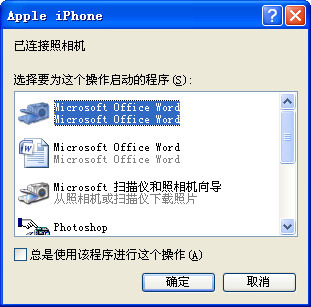 Apple iPhone
已连接照相机
选择要为这个操作启动的程序(S):
Microsoft Office Word
Microsoft Office Word
Microsoft Office Word
Microsoft Office Word
Microsoft 扫描仪和照相机向导
从照相机或扫描仪下载照片
Photoshop
总是使用该程序进行这个操作(A)
确定
取消